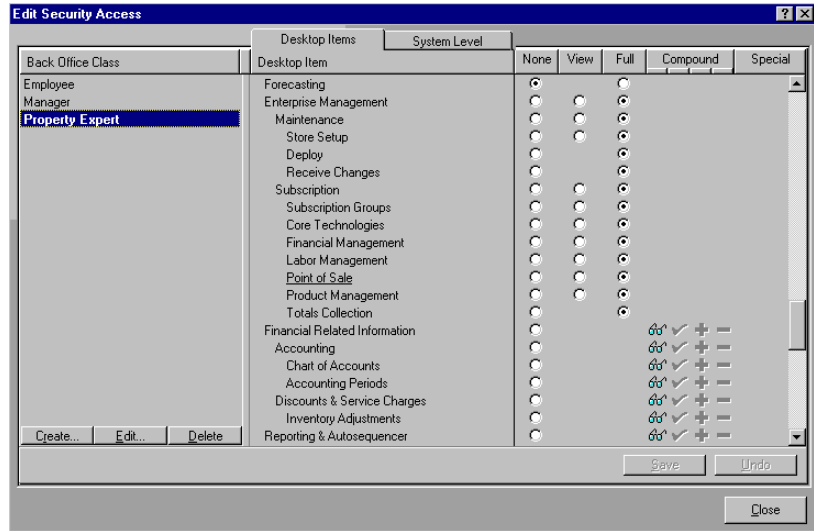 Edit Security Access
Desktop Items System Level
Back Office Class Desktop Item None View Full Compound Special
Employee Forecasting
Manager Enterprise Management
Property Expert Maintenance
Store Setup
Deploy
Receive Changes
Subscription
Subscription Groups
Core Technologies
Financial Management
Labor Management
Point of Sale
Product Management
Totals Collection
Financial Related Information
Accounting
Chart of Accounts
Accounting Periods
Discounts & Service Charges
Inventory Adjustments
Create... Edit... Delete Reporting & Autosequencer
Save Undo
Close